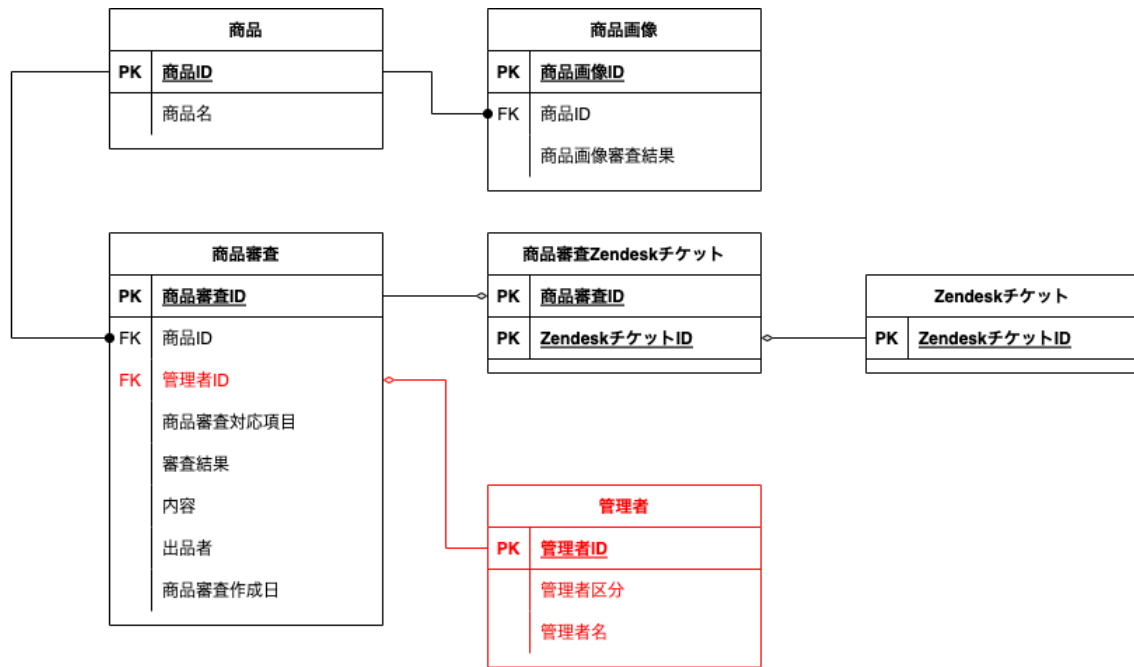 商品
PK 商品ID
商品名
商品画像
PK 商品画像ID
FK 商品ID
商品画像審査結果
商品審査
PK 商品審査ID
FK 商品ID
FK 管理者ID
商品審査対応項目
審査結果
内容
出品者
商品審査作成日
商品審査Zendeskチケット
PK 商品審査ID
PK ZendeskチケットID
Zendeskチケット
PK ZendeskチケットID
管理者
PK 管理者ID
管理者区分
管理者名